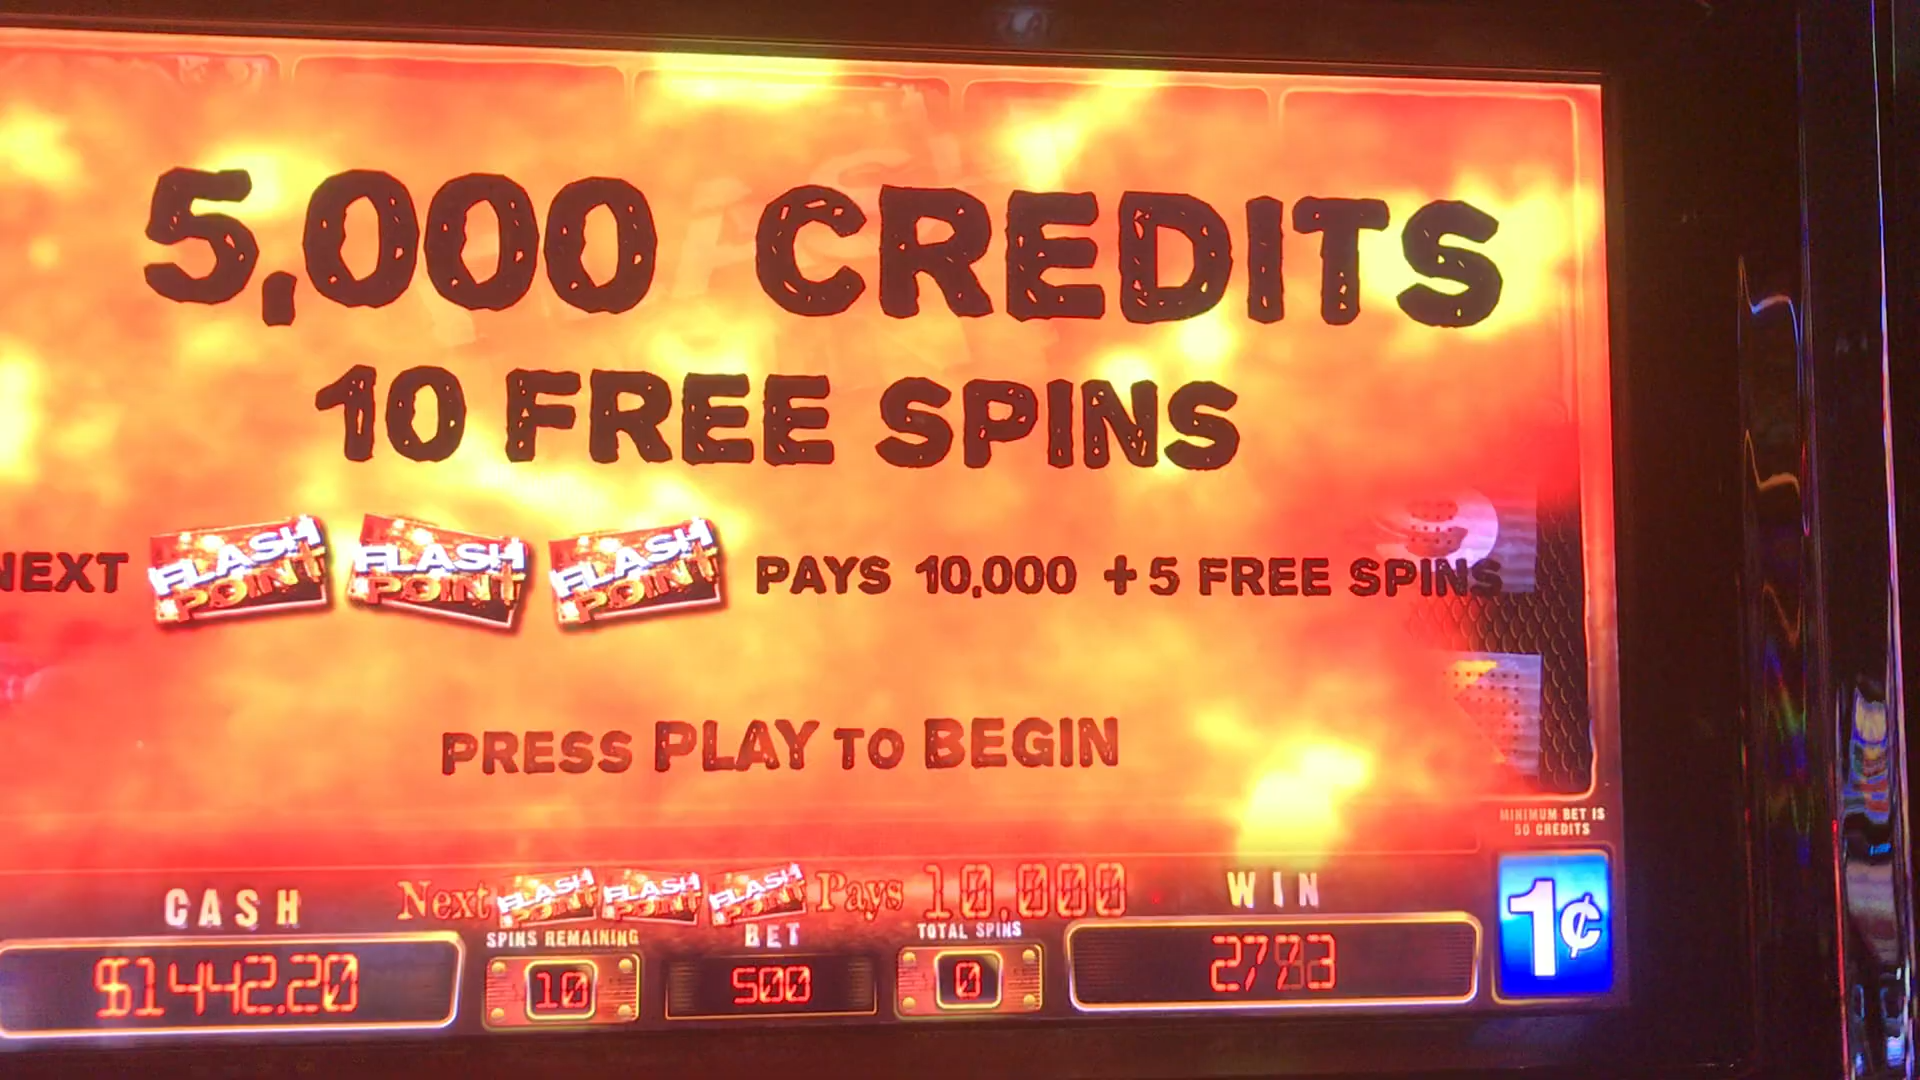 5,000 CREDITS
10 FREE SPINS
NEXT FLASH POINT FLASH POINT FLASH POINT PAYS 10,000 + 5 FREE SPINS
PRESS PLAY TO BEGIN
MINIMUM BET IS
50 CREDITS
CASH
Next FLASH POINT FLASH POINT FLASH POINT Pays 10,000
WIN
SPINS REMAINING
BET
TOTAL SPINS
$1442.20
10
500
0
1¢